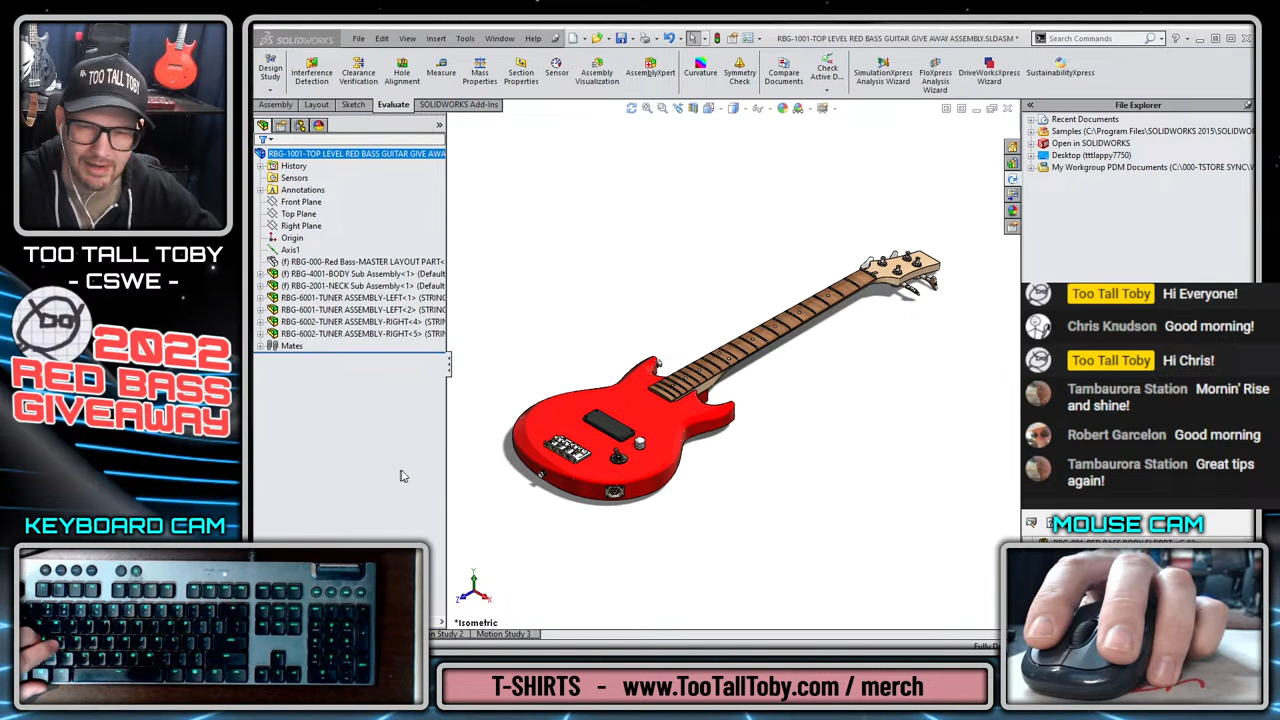 TOO TALL TOBY
SOLIDWORKS
File Edit View Insert Tools Window Help
RBG-1001-TOP LEVEL RED BASS GUITAR GIVE AWAY ASSEMBLY.SLDASM *
Search Commands
Design Study
Interference Detection
Clearance Verification
Hole Alignment
Measure
Mass Properties
Section Properties
Sensor
Assembly Visualization
AssemblyXpert
Curvature
Symmetry Check
Compare Documents
Check Active D...
SimulationXpress Analysis Wizard
FloXpress Analysis Wizard
DriveWorksXpress Wizard
SustainabilityXpress
Assembly Layout Sketch Evaluate SOLIDWORKS Add-Ins
RBG-1001-TOP LEVEL RED BASS GUITAR GIVE AWA
History
Sensors
Annotations
Front Plane
Top Plane
Right Plane
Origin
Axis1
(f) RBG-000-Red Bass-MASTER LAYOUT PART<
(f) RBG-4001-BODY Sub Assembly<1> (Default
(f) RBG-2001-NECK Sub Assembly<1> (Defaul
RBG-6001-TUNER ASSEMBLY-LEFT<1> (STRING
RBG-6001-TUNER ASSEMBLY-LEFT<2> (STRING
RBG-6002-TUNER ASSEMBLY-RIGHT<4> (STRIN
RBG-6002-TUNER ASSEMBLY-RIGHT<5> (STRIN
Mates
Y
Z
X
*Isometric
Study 2 Motion Study 3
File Explorer
Recent Documents
Samples (C:\Program Files\SOLIDWORKS 2015\SOLIDWO
Open in SOLIDWORKS
Desktop (tttlappy7750)
My Workgroup PDM Documents (C:\000-TSTORE SYNC\W
Too Tall Toby Hi Everyone!
Chris Knudson Good morning!
Too Tall Toby Hi Chris!
Tambaurora Station Mornin' Rise
and shine!
Robert Garcelon Good morning
Tambaurora Station Great tips
again!
TOO TALL TOBY
- CSWE -
2022
RED BASS
GIVEAWAY
KEYBOARD CAM
MOUSE CAM
T-SHIRTS - www.TooTallToby.com / merch